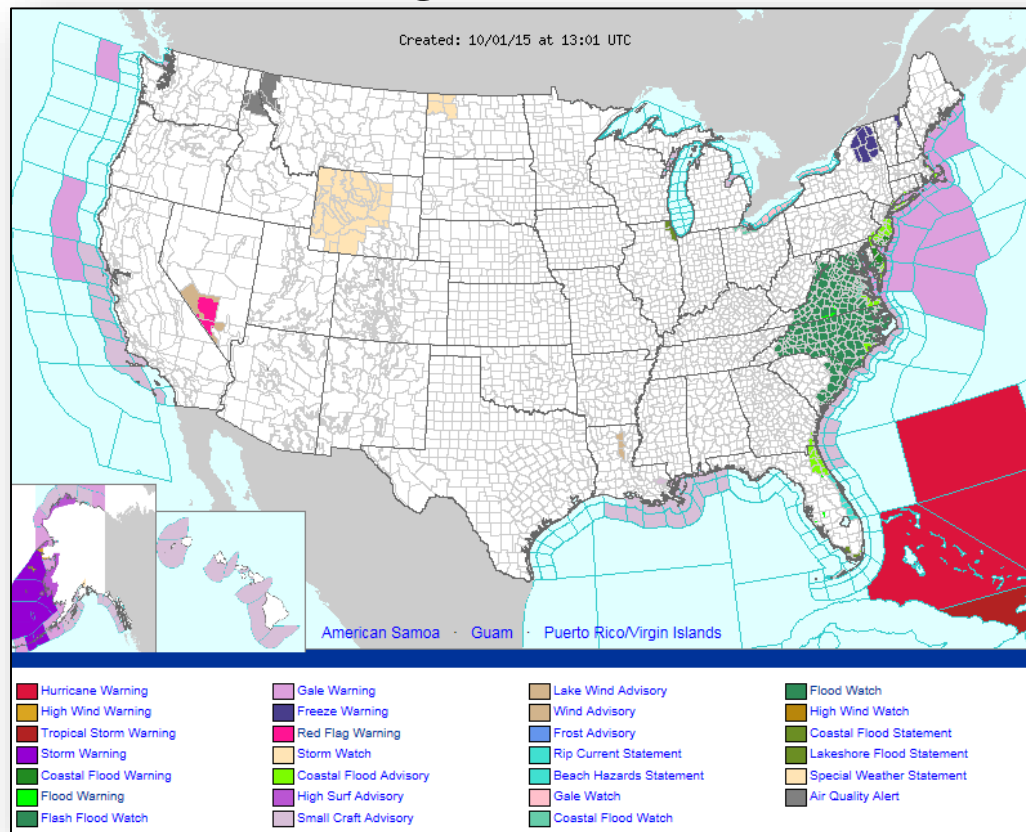 Created: 10/01/15 at 13:01 UTC
American Samoa · Guam · Puerto Rico/Virgin Islands
Hurricane Warning
High Wind Warning
Tropical Storm Warning
Storm Warning
Coastal Flood Warning
Flood Warning
Flash Flood Watch
Gale Warning
Freeze Warning
Red Flag Warning
Storm Watch
Coastal Flood Advisory
High Surf Advisory
Small Craft Advisory
Lake Wind Advisory
Wind Advisory
Frost Advisory
Rip Current Statement
Beach Hazards Statement
Gale Watch
Coastal Flood Watch
Flood Watch
High Wind Watch
Coastal Flood Statement
Lakeshore Flood Statement
Special Weather Statement
Air Quality Alert